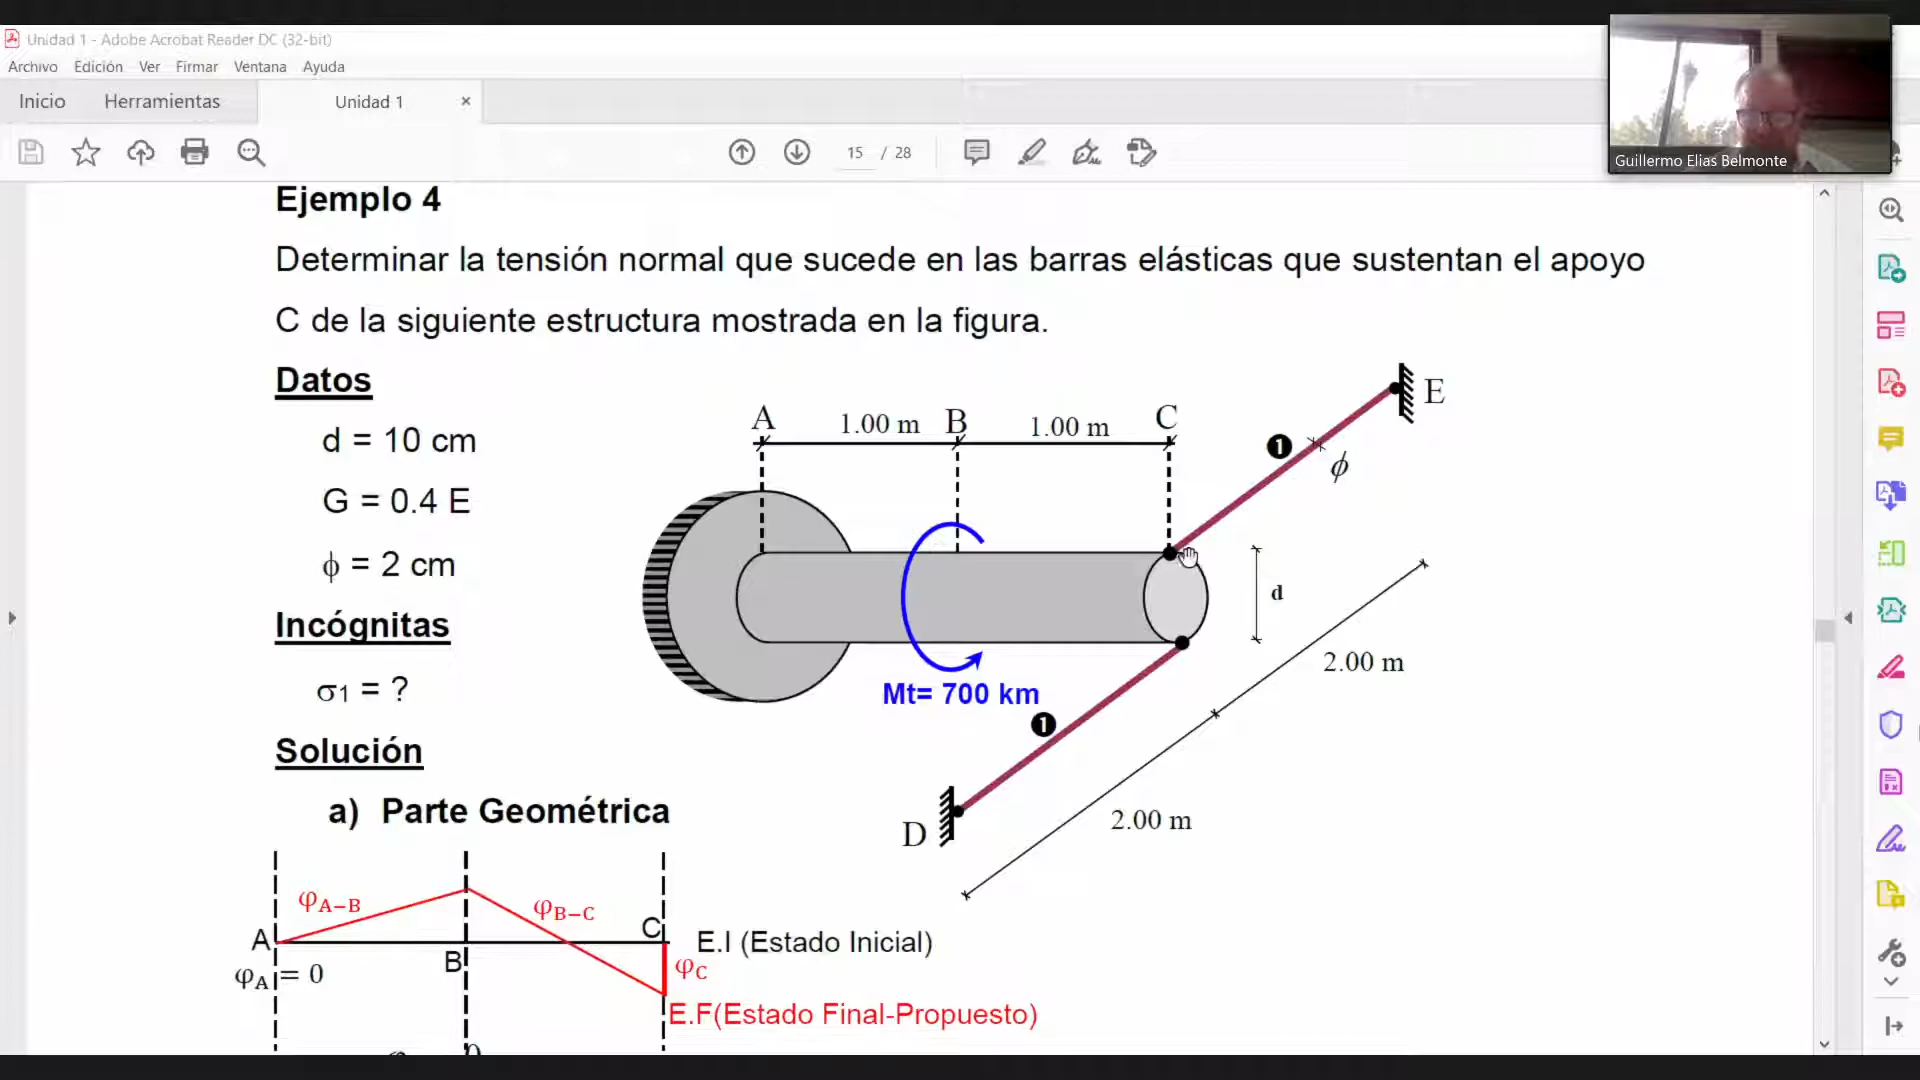 Unidad 1 - Adobe Acrobat Reader DC (32-bit)
Archivo Edición Ver Firmar Ventana Ayuda
Inicio Herramientas Unidad 1 ×
15 / 28
Guillermo Elias Belmonte
Ejemplo 4
Determinar la tensión normal que sucede en las barras elásticas que sustentan el apoyo
C de la siguiente estructura mostrada en la figura.
Datos
d = 10 cm
G = 0.4 E
ϕ = 2 cm
Incógnitas
σ1 = ?
Solución
a) Parte Geométrica
A 1.00 m B 1.00 m C
E
1
ϕ
d
Mt= 700 km
2.00 m
1
D
2.00 m
φA−B
φB−C
A
B
C
E.I (Estado Inicial)
φA = 0
φC
E.F(Estado Final-Propuesto)